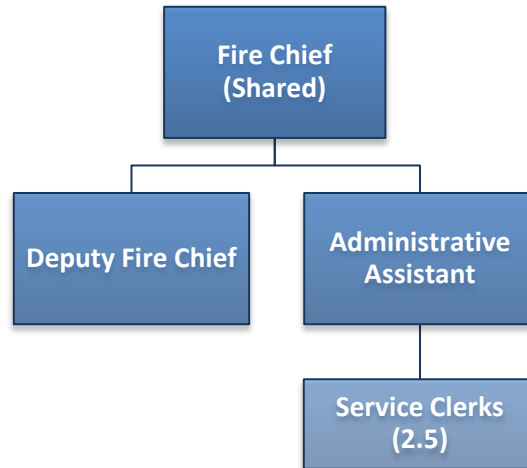 Fire Chief
(Shared)
Deputy Fire Chief
Administrative
Assistant
Service Clerks
(2.5)